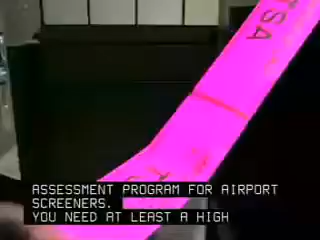 TSA
ASSESSMENT PROGRAM FOR AIRPORT
SCREENERS.
YOU NEED AT LEAST A HIGH